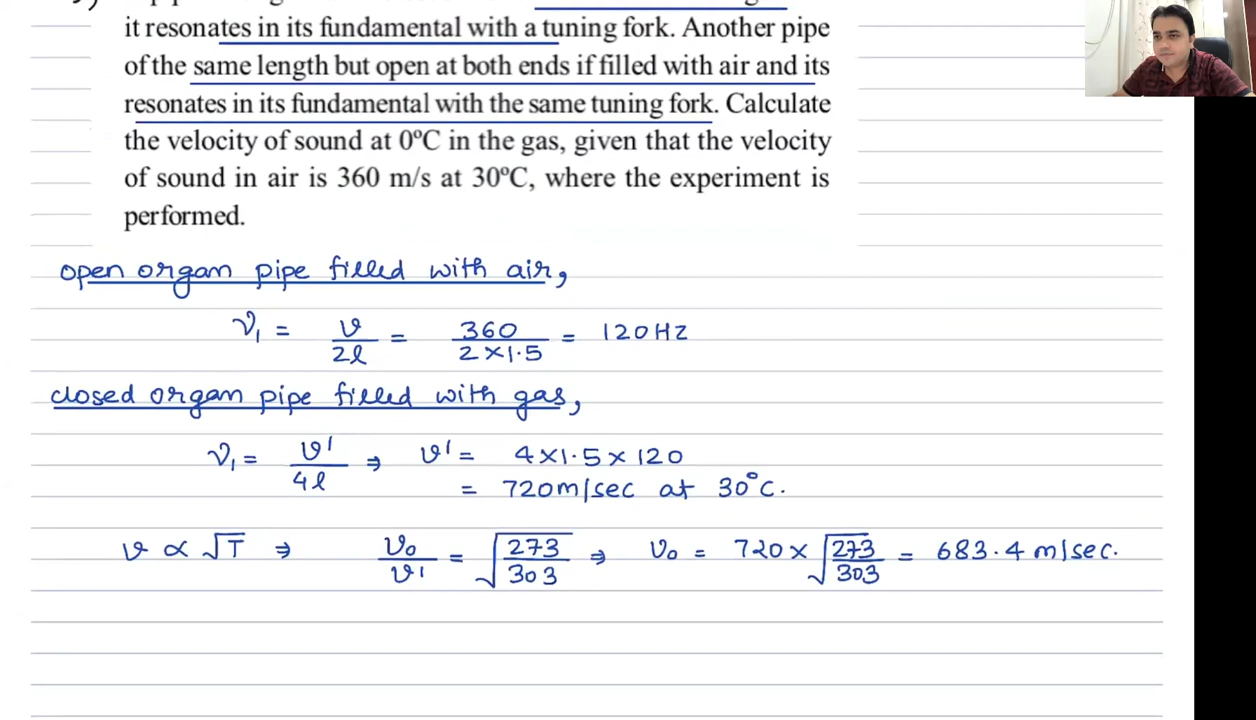 it resonates in its fundamental with a tuning fork. Another pipe
of the same length but open at both ends if filled with air and its
resonates in its fundamental with the same tuning fork. Calculate
the velocity of sound at 0ºC in the gas, given that the velocity
of sound in air is 360 m/s at 30ºC, where the experiment is
performed.
open organ pipe filled with air,
ν₁ = v/2l = 360/(2×1.5) = 120Hz
closed organ pipe filled with gas,
ν₁ = v'/4l ⇒ v' = 4×1.5×120
= 720m/sec at 30°c.
v ∝ √T ⇒ v₀/v' = √(273/303) ⇒ v₀ = 720 × √(273/303) = 683.4 m/sec.